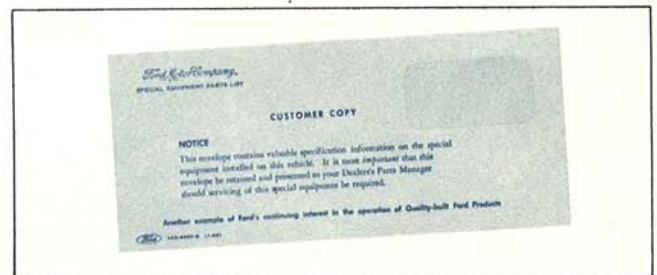 Ford Motor Company,
SPECIAL EQUIPMENT PARTS LIST
CUSTOMER COPY
NOTICE
This envelope contains valuable specification information on the special
equipment installed on this vehicle. It is most important that this
envelope be retained and presented to your Dealer's Parts Manager
should servicing of this special equipment be required.
Another example of Ford's continuing interest in the operation of Quality-built Ford Products
Ford